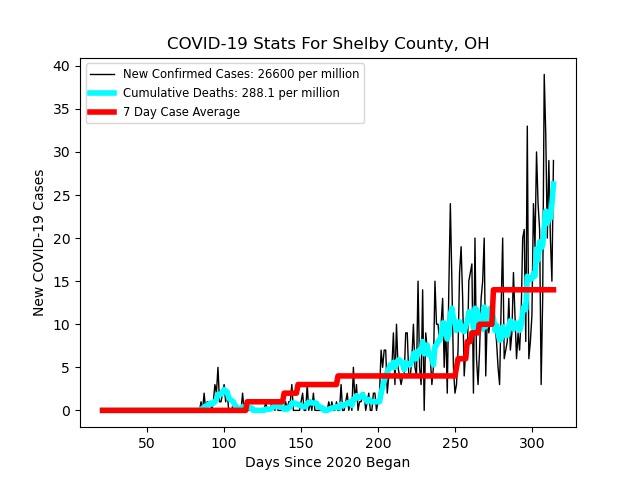 COVID-19 Stats For Shelby County, OH
New Confirmed Cases: 26600 per million
Cumulative Deaths: 288.1 per million
7 Day Case Average
New COVID-19 Cases
40
35
30
25
20
15
10
5
0
50
100
150
200
250
300
Days Since 2020 Began